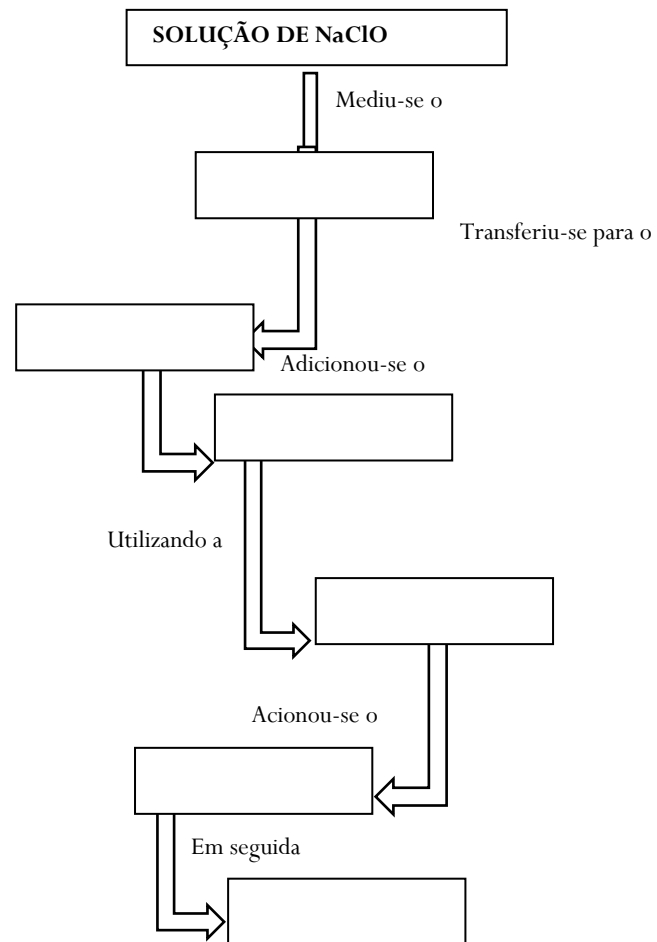 SOLUÇÃO DE NaClO
Mediu-se o
Transferiu-se para o
Adicionou-se o
Utilizando a
Acionou-se o
Em seguida